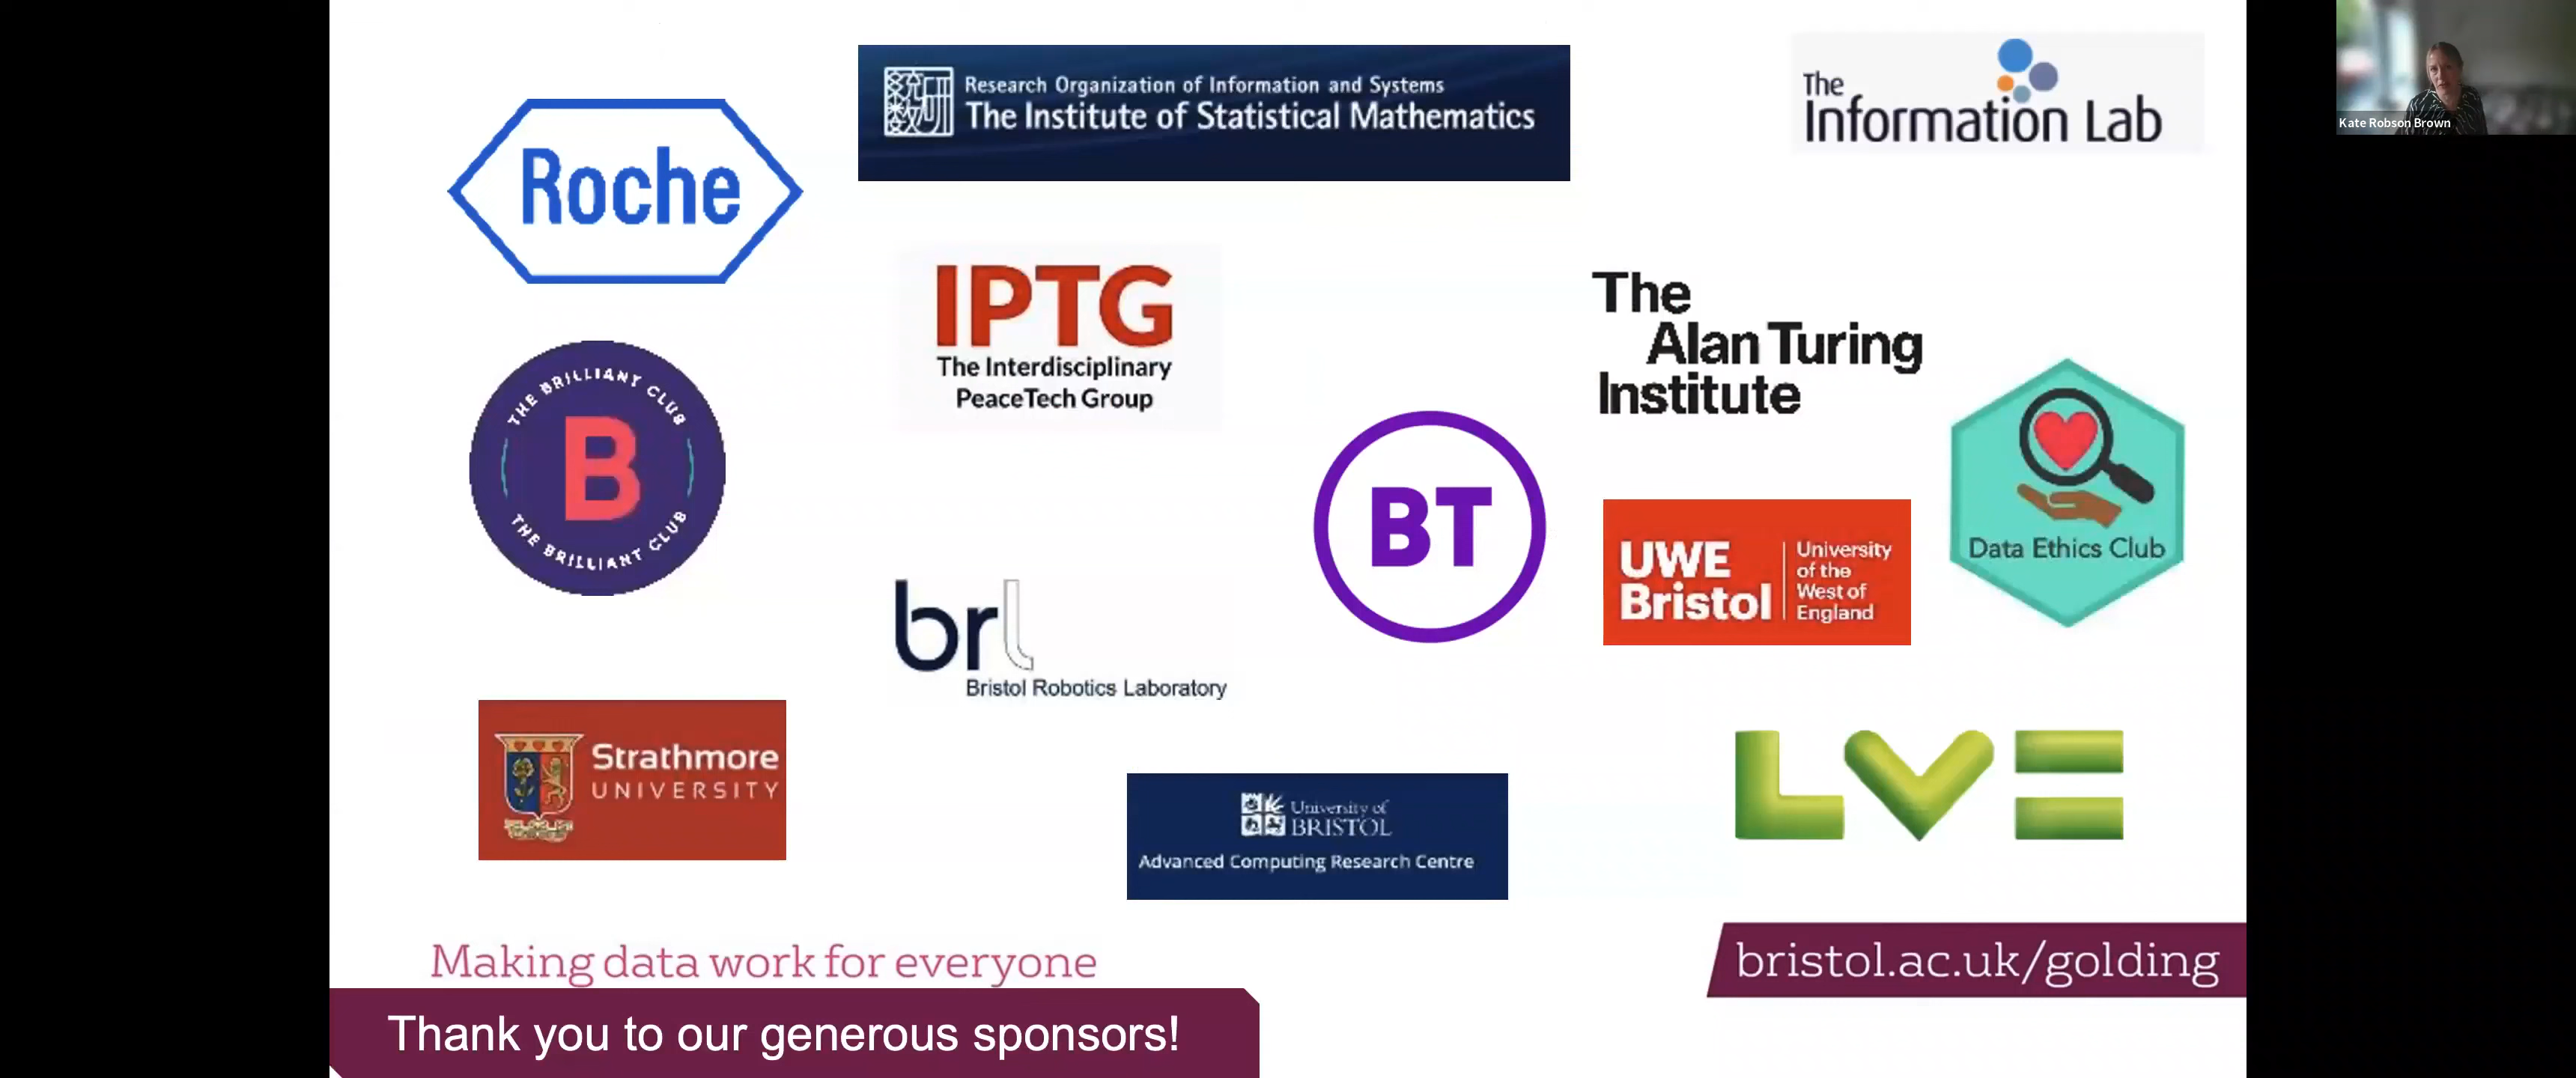 Research Organization of Information and Systems
The Institute of Statistical Mathematics
The
Information Lab
Kate Robson Brown
Roche
IPTG
The Interdisciplinary
PeaceTech Group
The
Alan Turing
Institute
THE BRILLIANT CLUB
B
THE BRILLIANT CLUB
BT
Data Ethics Club
UWE
Bristol
University
of the
West of
England
brl
Bristol Robotics Laboratory
Strathmore
UNIVERSITY
University of
BRISTOL
Advanced Computing Research Centre
LV=
Making data work for everyone
bristol.ac.uk/golding
Thank you to our generous sponsors!